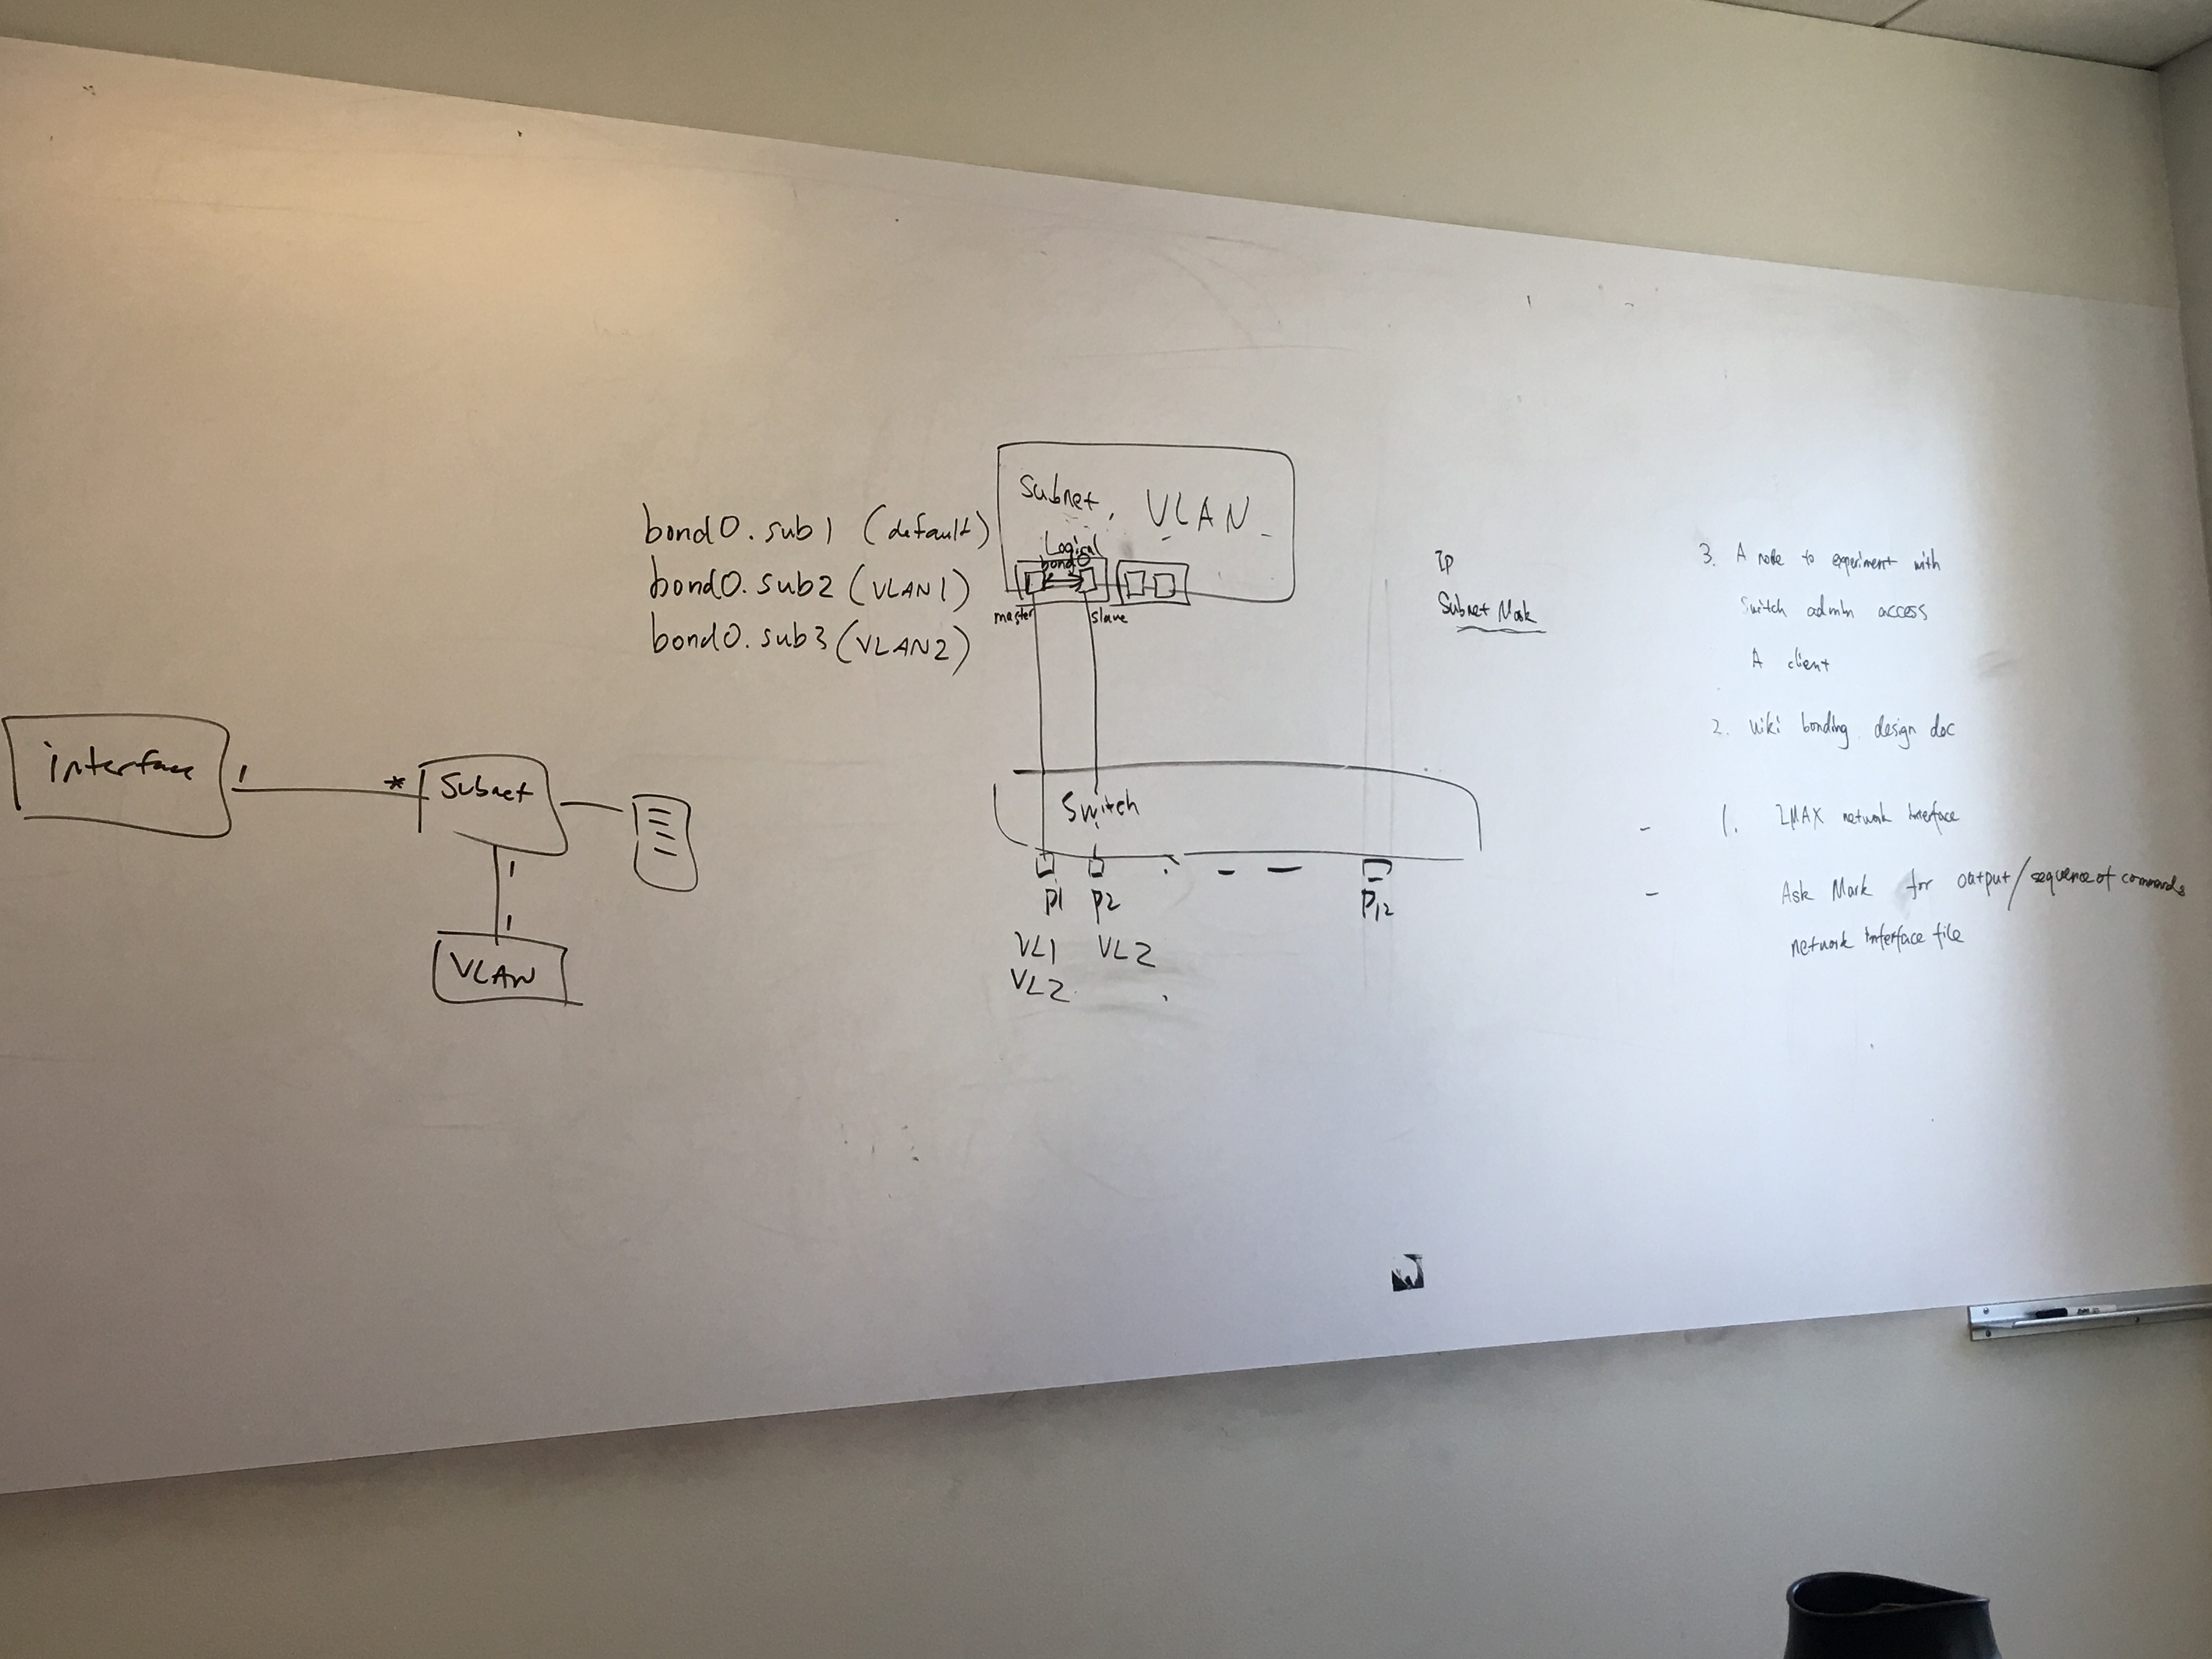 interface
1
*
Subnet
1
1
VLAN
bond0.sub1 (default)
bond0.sub2 (VLAN1)
bond0.sub3 (VLAN2)
Subnet, VLAN
Logical
bond0
master
slave
Switch
P1 P2 P12
VL1 VL2
VL2
IP
Subnet Mask
3. A node to experiment with
Switch admin access
A client
2. Wiki bonding design doc
- 1. network Interface
- Ask Mark for output/sequence of commands
network interface file